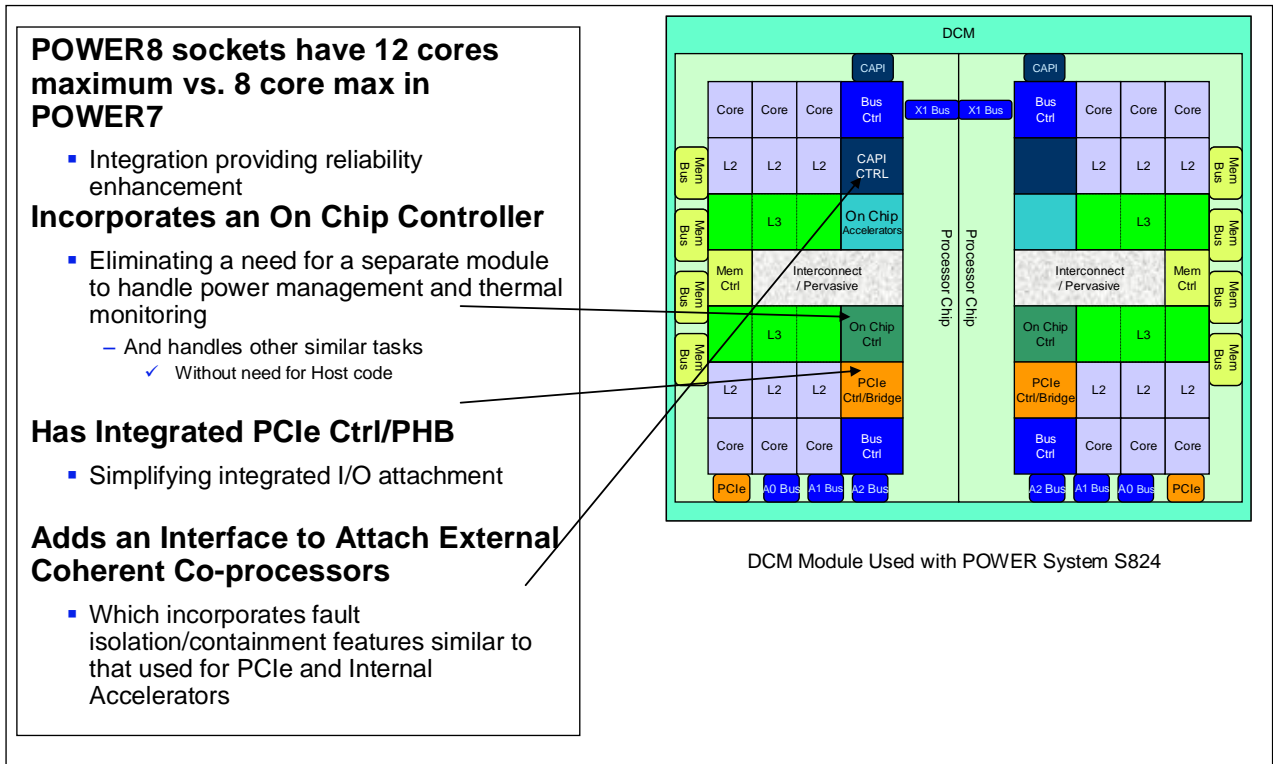 POWER8 sockets have 12 cores
maximum vs. 8 core max in
POWER7
▪ Integration providing reliability
enhancement
Incorporates an On Chip Controller
▪ Eliminating a need for a separate module
to handle power management and thermal
monitoring
– And handles other similar tasks
✓ Without need for Host code
Has Integrated PCIe Ctrl/PHB
▪ Simplifying integrated I/O attachment
Adds an Interface to Attach External
Coherent Co-processors
▪ Which incorporates fault
isolation/containment features similar to
that used for PCIe and Internal
Accelerators
DCM
CAPI
CAPI
Core Core Core Bus
Ctrl
X1 Bus X1 Bus
Bus
Ctrl Core Core Core
Mem
Bus
L2 L2 L2 CAPI
CTRL
L2 L2
Mem
Bus
Mem
Bus
L3
On Chip
Accelerators
L3
Mem
Bus
Mem
Bus
Mem
Ctrl
Interconnect
/ Pervasive
Processor Chip
Processor Chip
Interconnect
/ Pervasive
Mem
Ctrl
Mem
Bus
Mem
Bus
L3
On Chip
Ctrl
On Chip
Ctrl
L3
Mem
Bus
L2 L2 L2 PCIe
Ctrl/Bridge
PCIe
Ctrl/Bridge L2 L2 L2
Core Core Core Bus
Ctrl
Bus
Ctrl Core Core Core
PCIe A0 Bus A1 Bus A2 Bus
A2 Bus A1 Bus A0 Bus PCIe
DCM Module Used with POWER System S824